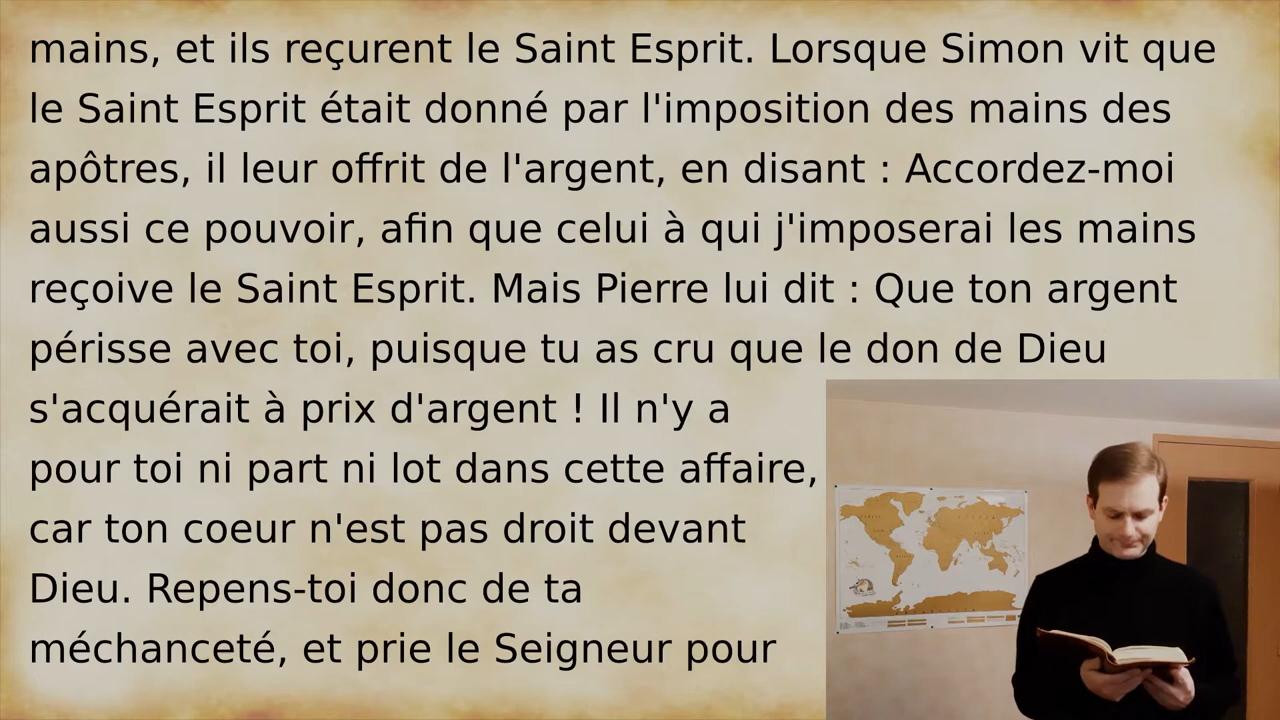 mains, et ils reçurent le Saint Esprit. Lorsque Simon vit que
le Saint Esprit était donné par l'imposition des mains des
apôtres, il leur offrit de l'argent, en disant : Accordez-moi
aussi ce pouvoir, afin que celui à qui j'imposerai les mains
reçoive le Saint Esprit. Mais Pierre lui dit : Que ton argent
périsse avec toi, puisque tu as cru que le don de Dieu
s'acquérait à prix d'argent ! Il n'y a
pour toi ni part ni lot dans cette affaire,
car ton coeur n'est pas droit devant
Dieu. Repens-toi donc de ta
méchanceté, et prie le Seigneur pour